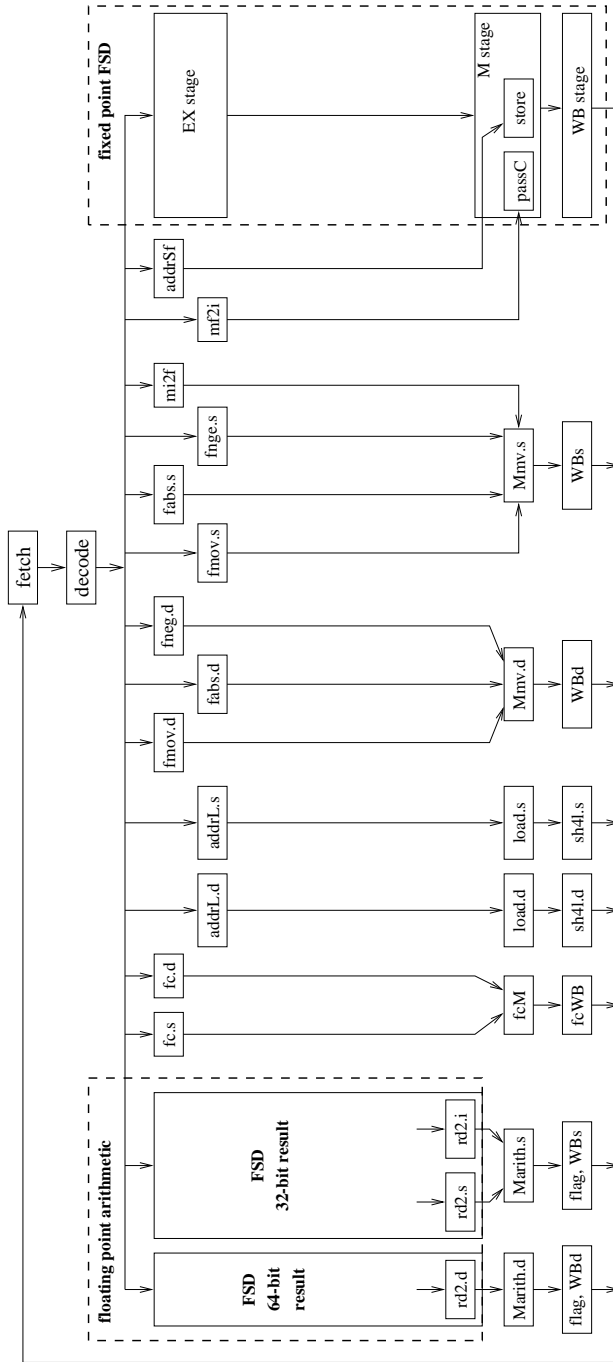 fetch
decode
floating point arithmetic
fixed point FSD
FSD
64-bit
result
FSD
32-bit result
fc.s
fc.d
addrL.d
addrL.s
fmov.d
fabs.d
fneg.d
fmov.s
fabs.s
fnge.s
mi2f
mf2i
addrSf
EX stage
rd2.d
rd2.s
rd2.i
M stage
Marith.d
Marith.s
fcM
load.d
load.s
Mmv.d
Mmv.s
passC
store
flag, WBd
flag, WBs
fcWB
sh4l.d
sh4l.s
WBd
WBs
WB stage